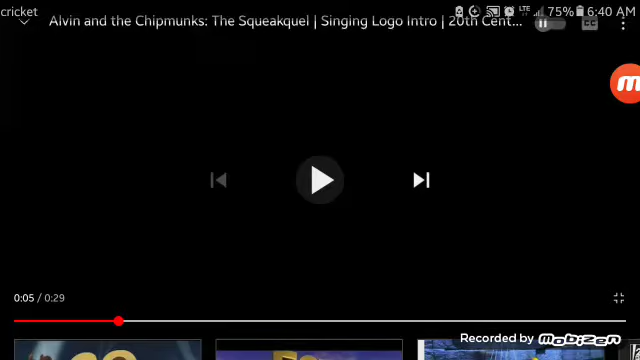 cricket
75% 6:40 AM
LTE
Alvin and the Chipmunks: The Squeakquel | Singing Logo Intro | 20th Cent...
CC
0:05 / 0:29
Recorded by MOBIZEN